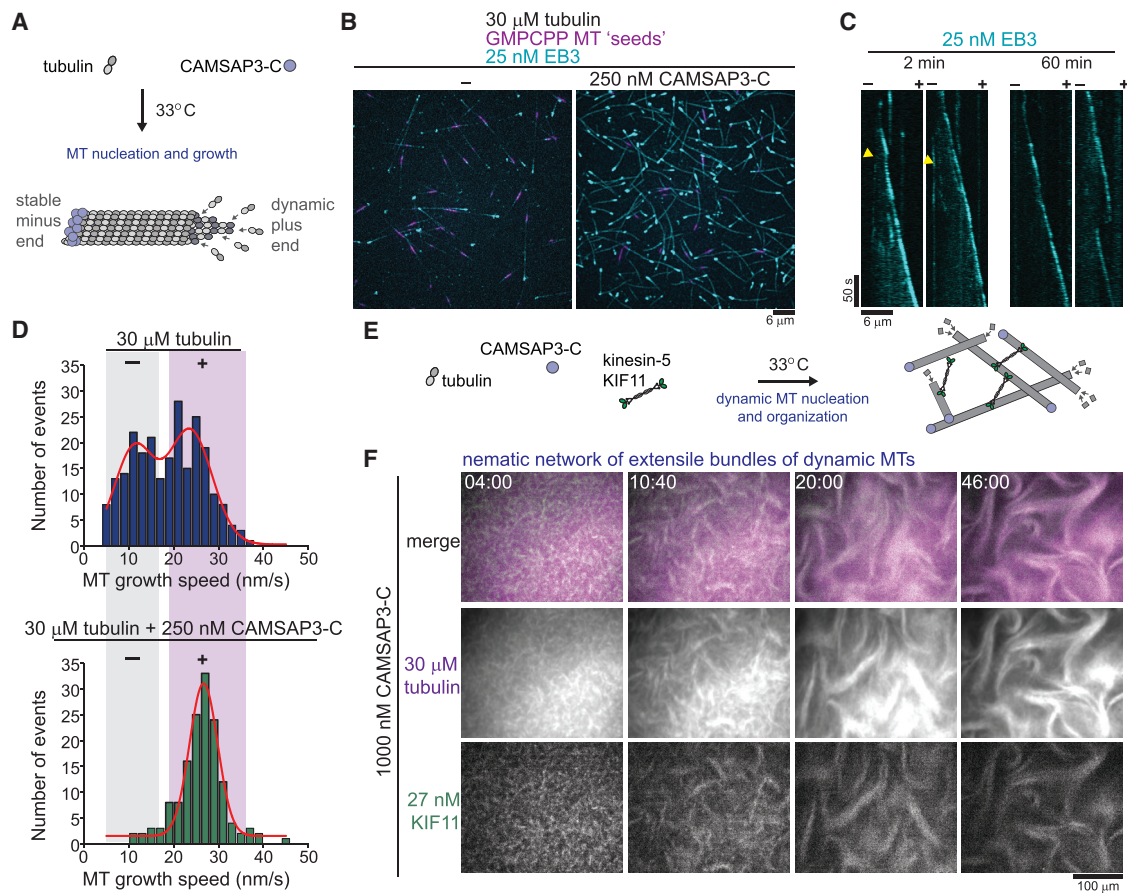 A
tubulin
CAMSAP3-C
33°C
MT nucleation and growth
stable
minus
end
dynamic
plus
end
B
30 μM tubulin
GMPCPP MT 'seeds'
25 nM EB3
–
250 nM CAMSAP3-C
6 μm
C
25 nM EB3
2 min
60 min
– + – + – + – +
50 s
6 μm
D
30 μM tubulin
– +
35
30
25
20
15
10
5
0
Number of events
0 10 20 30 40 50
MT growth speed (nm/s)
30 μM tubulin + 250 nM CAMSAP3-C
– +
35
30
25
20
15
10
5
0
Number of events
0 10 20 30 40 50
MT growth speed (nm/s)
E
tubulin
CAMSAP3-C
kinesin-5
KIF11
33°C
dynamic MT nucleation
and organization
F
nematic network of extensile bundles of dynamic MTs
04:00 10:40 20:00 46:00
1000 nM CAMSAP3-C
merge
30 μM
tubulin
27 nM
KIF11
100 μm